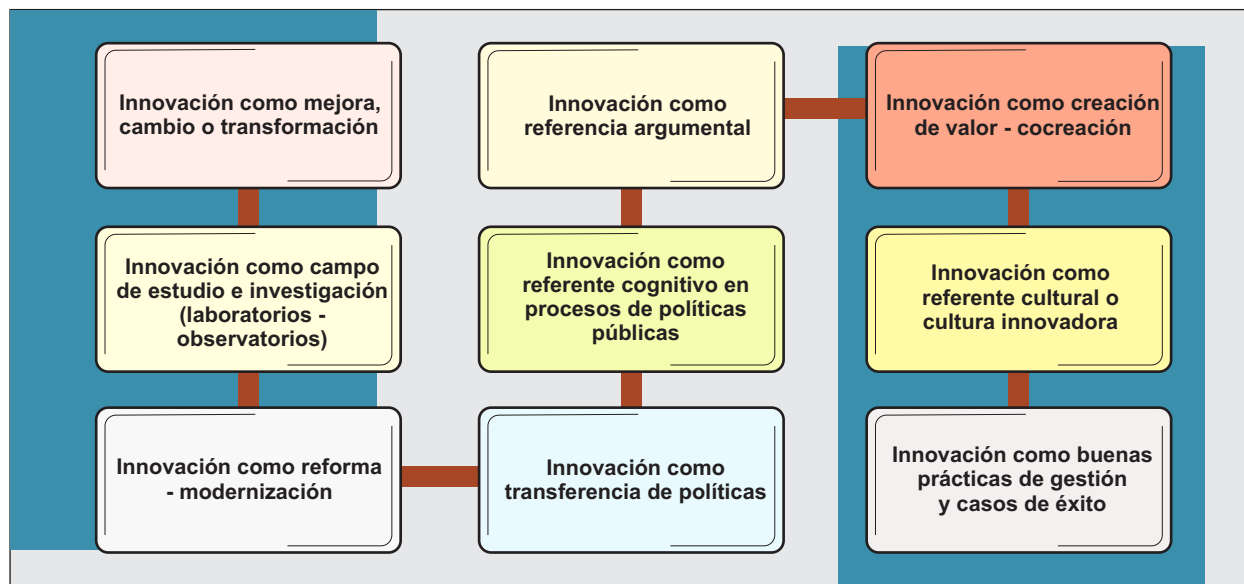 Innovación como mejora,
cambio o transformación
Innovación como campo
de estudio e investigación
(laboratorios -
observatorios)
Innovación como reforma
- modernización
Innovación como
transferencia de políticas
Innovación como
referente cognitivo en
procesos de políticas
públicas
Innovación como
referencia argumental
Innovación como creación
de valor - cocreación
Innovación como
referente cultural o
cultura innovadora
Innovación como buenas
prácticas de gestión
y casos de éxito